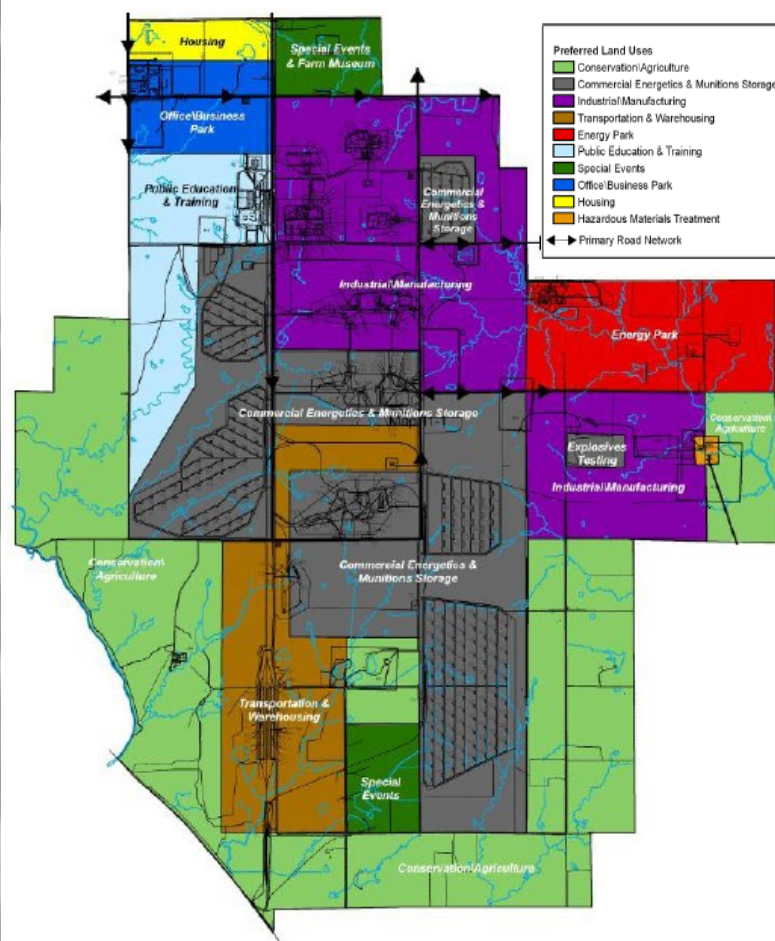 Housing
Special Events
& Farm Museum
Office\Business
Park
Public Education
& Training
Commercial
Energetics &
Munitions
Storage
Industrial\Manufacturing
Energy Park
Commercial Energetics & Munitions Storage
Conservation\
Agriculture
Explosives
Testing
Industrial\Manufacturing
Conservation\
Agriculture
Commercial Energetics &
Munitions Storage
Transportation &
Warehousing
Special
Events
Conservation\Agriculture
Preferred Land Uses
Conservation\Agriculture
Commercial Energetics & Munitions Storage
Industrial\Manufacturing
Transportation & Warehousing
Energy Park
Public Education & Training
Special Events
Office\Business Park
Housing
Hazardous Materials Treatment
Primary Road Network